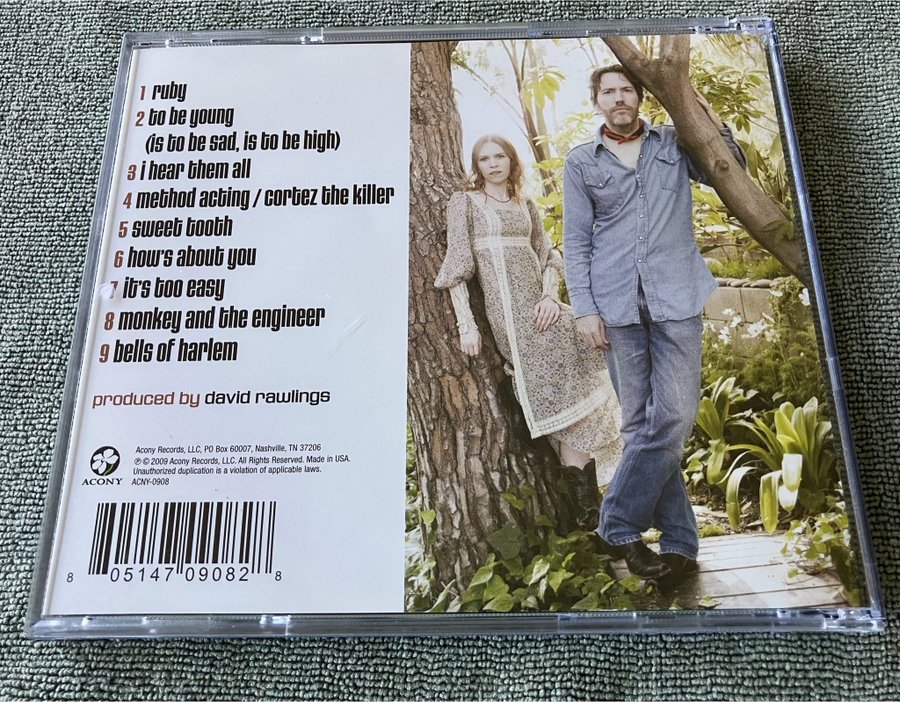 1 ruby
2 to be young
(is to be sad, is to be high)
3 i hear them all
4 method acting / cortez the killer
5 sweet tooth
6 how's about you
7 it's too easy
8 monkey and the engineer
9 bells of harlem
produced by david rawlings
ACONY
Acony Records, LLC, PO Box 60007, Nashville, TN 37206
℗ © 2009 Acony Records, LLC. All Rights Reserved. Made in USA.
Unauthorized duplication is a violation of applicable laws.
ACNY-0908
8 05147 09082 8